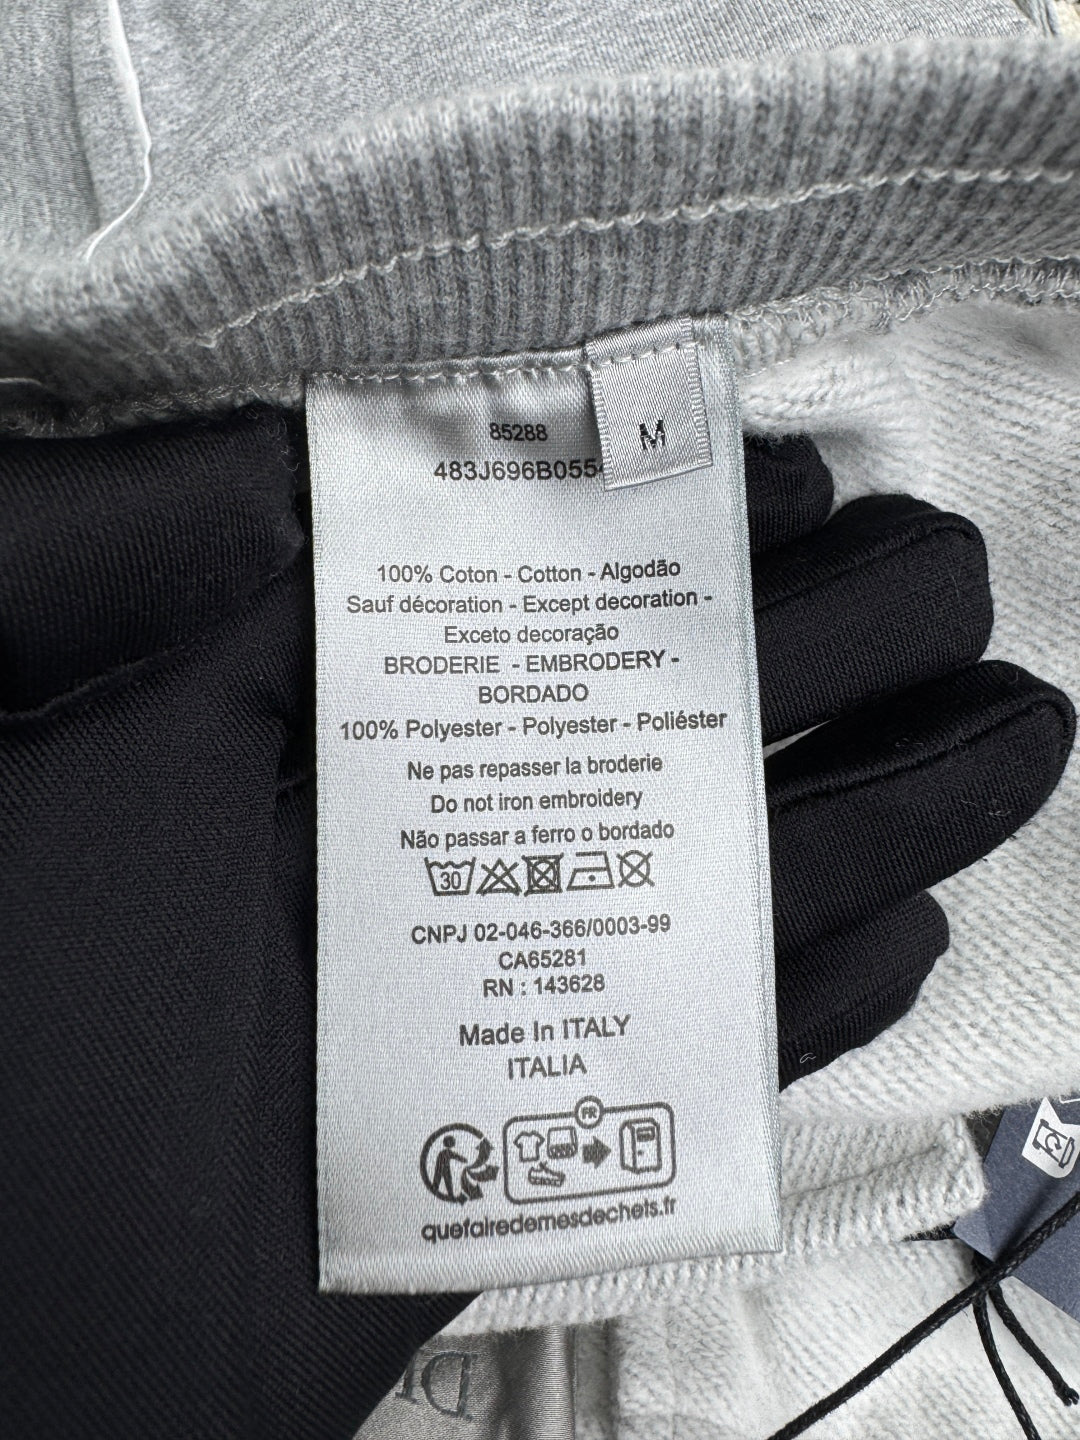 85288
M
483J696B055
100% Coton - Cotton - Algodão
Sauf décoration - Except decoration -
Exceto decoração
BRODERIE - EMBRODERY -
BORDADO
100% Polyester - Polyester - Poliéster
Ne pas repasser la broderie
Do not iron embroidery
Não passar a ferro o bordado
30
CNPJ 02-046-366/0003-99
CA65281
RN : 143628
Made In ITALY
ITALIA
FR
quefairedemesdechets.fr